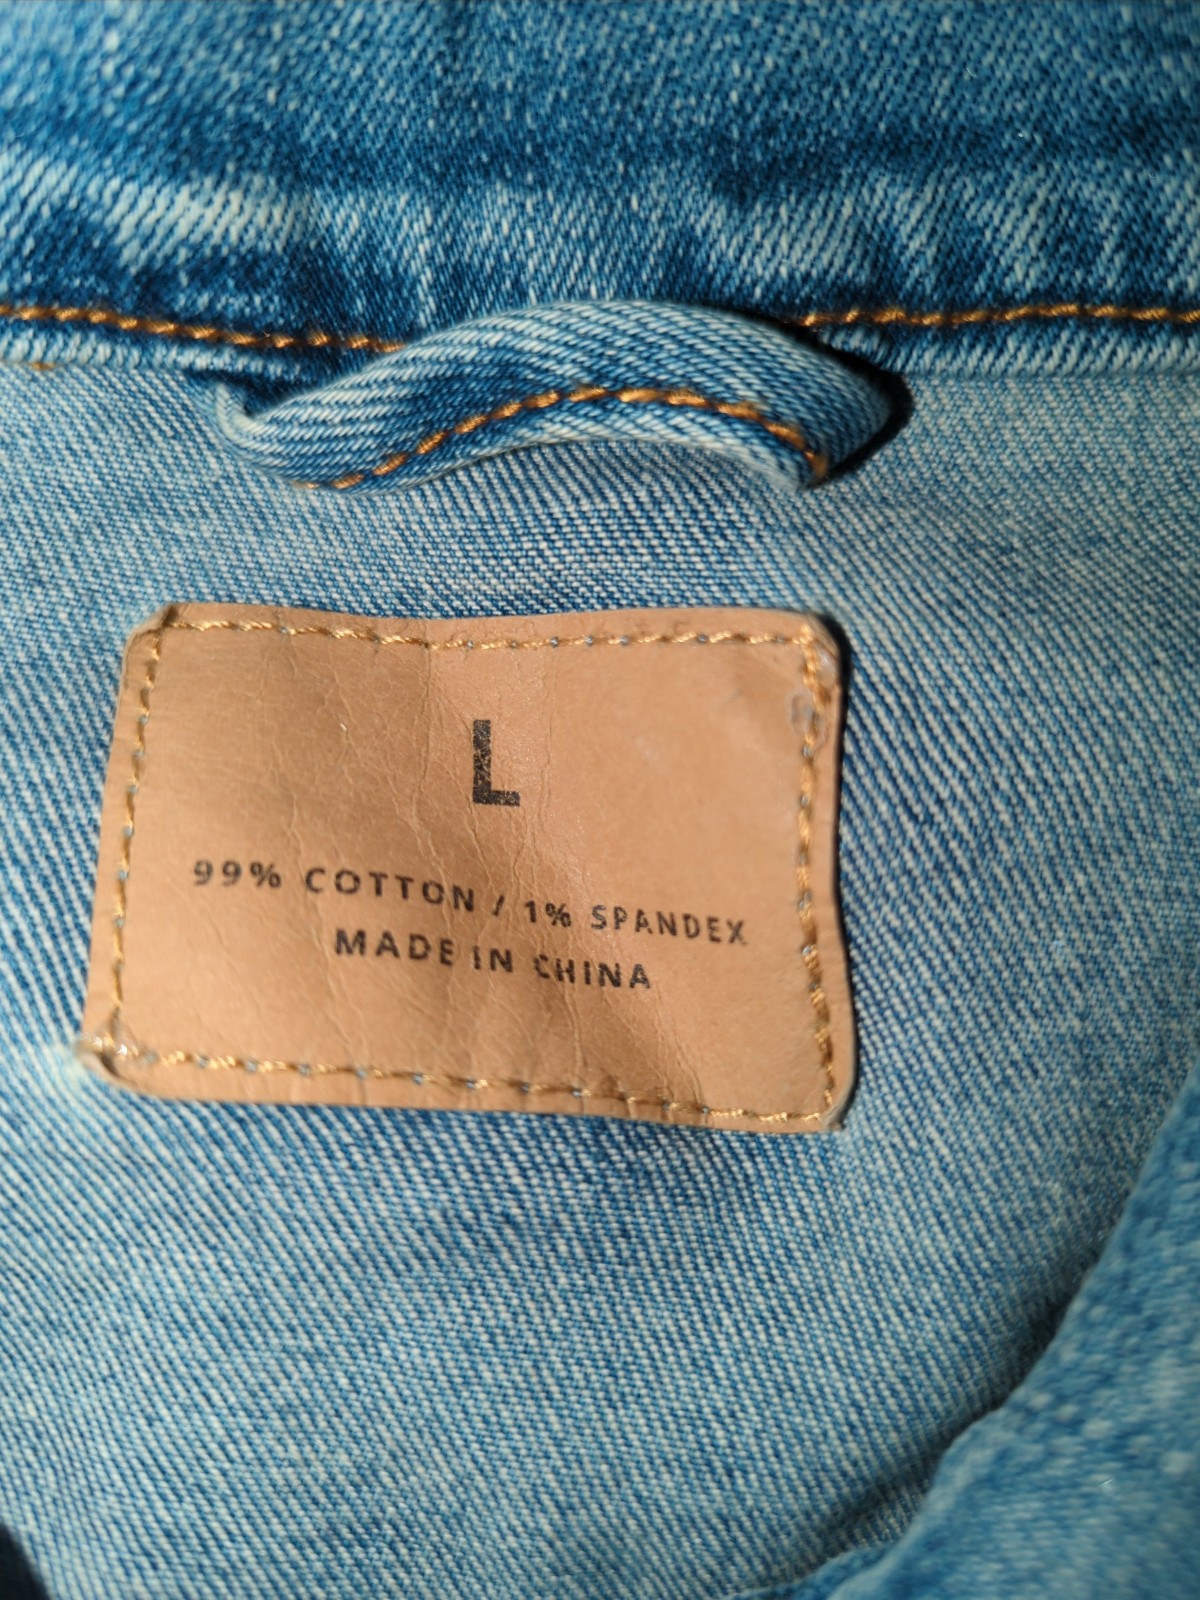 L
99% COTTON / 1% SPANDEX
MADE IN CHINA